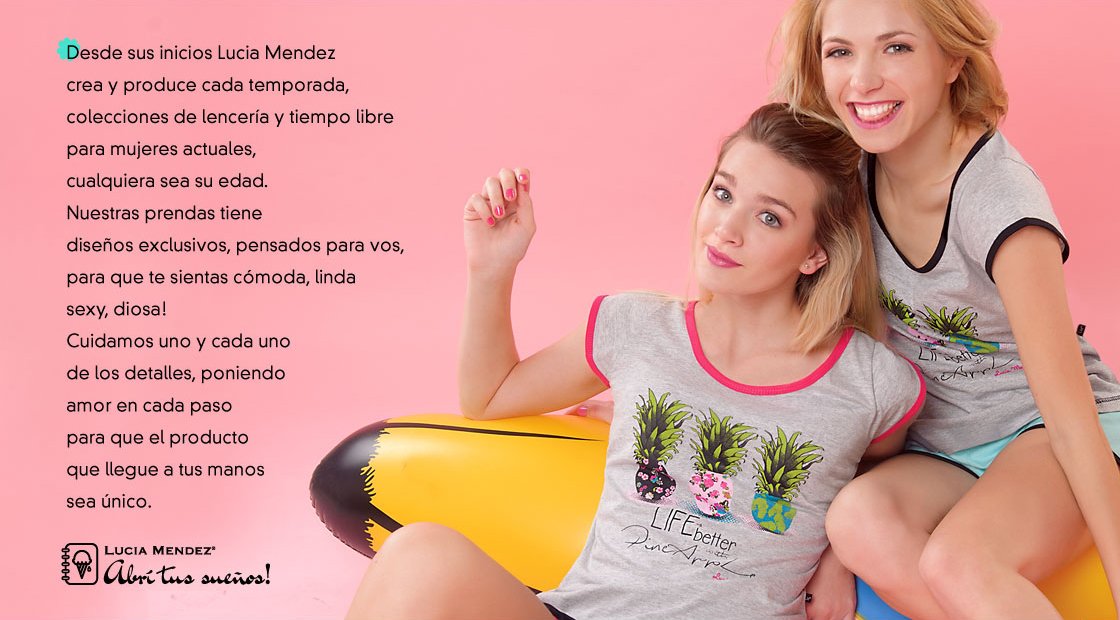 Desde sus inicios Lucia Mendez
crea y produce cada temporada,
colecciones de lencería y tiempo libre
para mujeres actuales,
cualquiera sea su edad.
Nuestras prendas tiene
diseños exclusivos, pensados para vos,
para que te sientas cómoda, linda
sexy, diosa!
Cuidamos uno y cada uno
de los detalles, poniendo
amor en cada paso
para que el producto
que llegue a tus manos
sea único.
LUCIA MENDEZ®
Abrí tus sueños!
LIFE is better
with